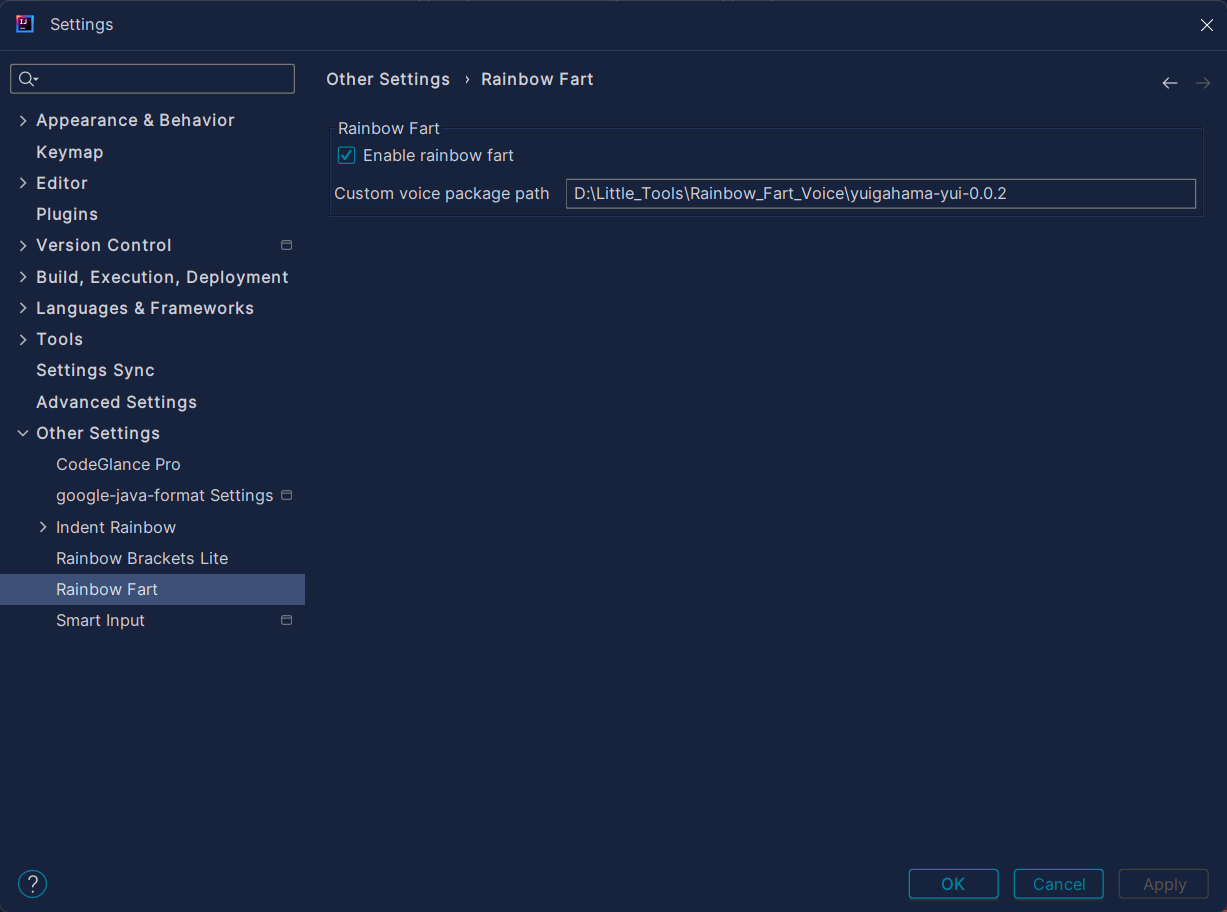 Settings
Other Settings › Rainbow Fart
Appearance & Behavior
Keymap
Editor
Plugins
Version Control
Build, Execution, Deployment
Languages & Frameworks
Tools
Settings Sync
Advanced Settings
Other Settings
CodeGlance Pro
google-java-format Settings
Indent Rainbow
Rainbow Brackets Lite
Rainbow Fart
Smart Input
Rainbow Fart
Enable rainbow fart
Custom voice package path D:\Little_Tools\Rainbow_Fart_Voice\yuigahama-yui-0.0.2
? OK Cancel Apply